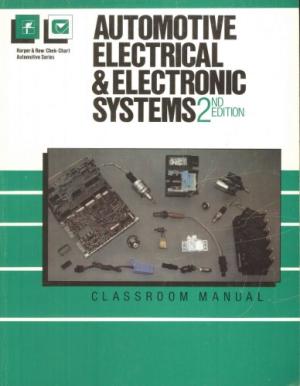 Harper & Row/Chek-Chart
Automotive Series
AUTOMOTIVE
ELECTRICAL
& ELECTRONIC
SYSTEMS 2ND EDITION
CLASSROOM MANUAL